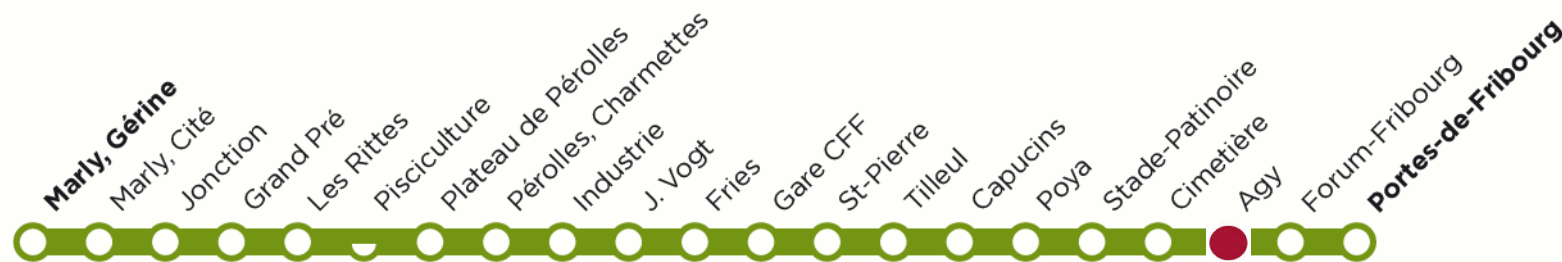 Marly, Gérine
Marly, Cité
Jonction
Grand Pré
Les Rittes
Pisciculture
Plateau de Pérolles
Pérolles, Charmettes
Industrie
J. Vogt
Fries
Gare CFF
St-Pierre
Tilleul
Capucins
Poya
Stade-Patinoire
Cimetière
Agy
Forum-Fribourg
Portes-de-Fribourg